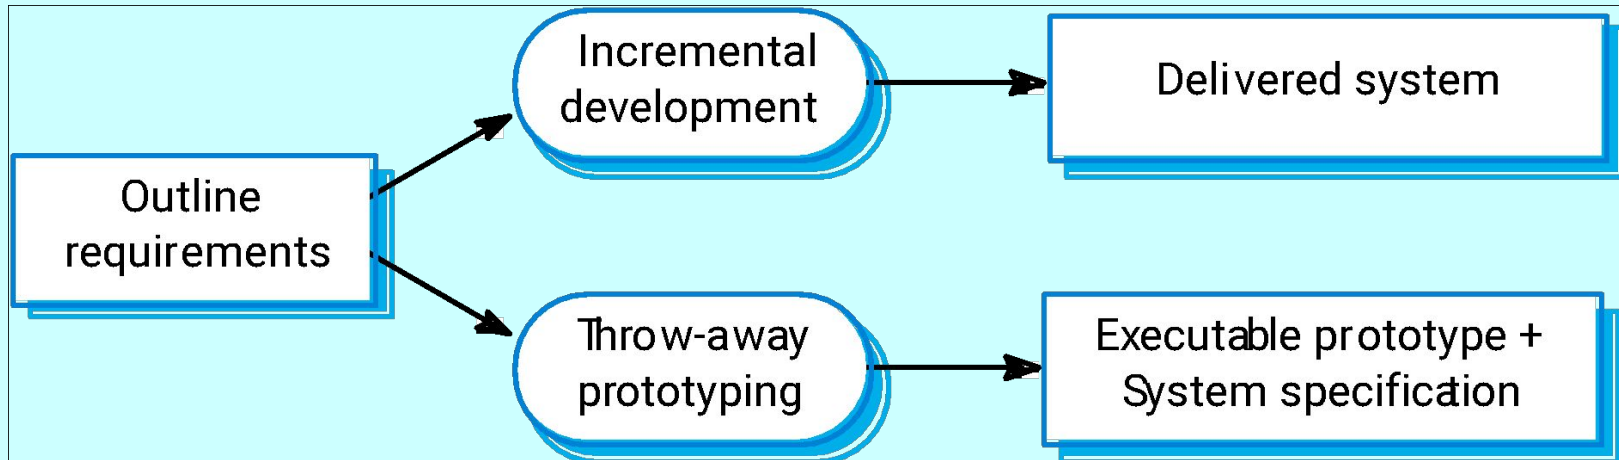 Incremental
development
Delivered system
Outline
requirements
Throw-away
prototyping
Executable prototype +
System specification